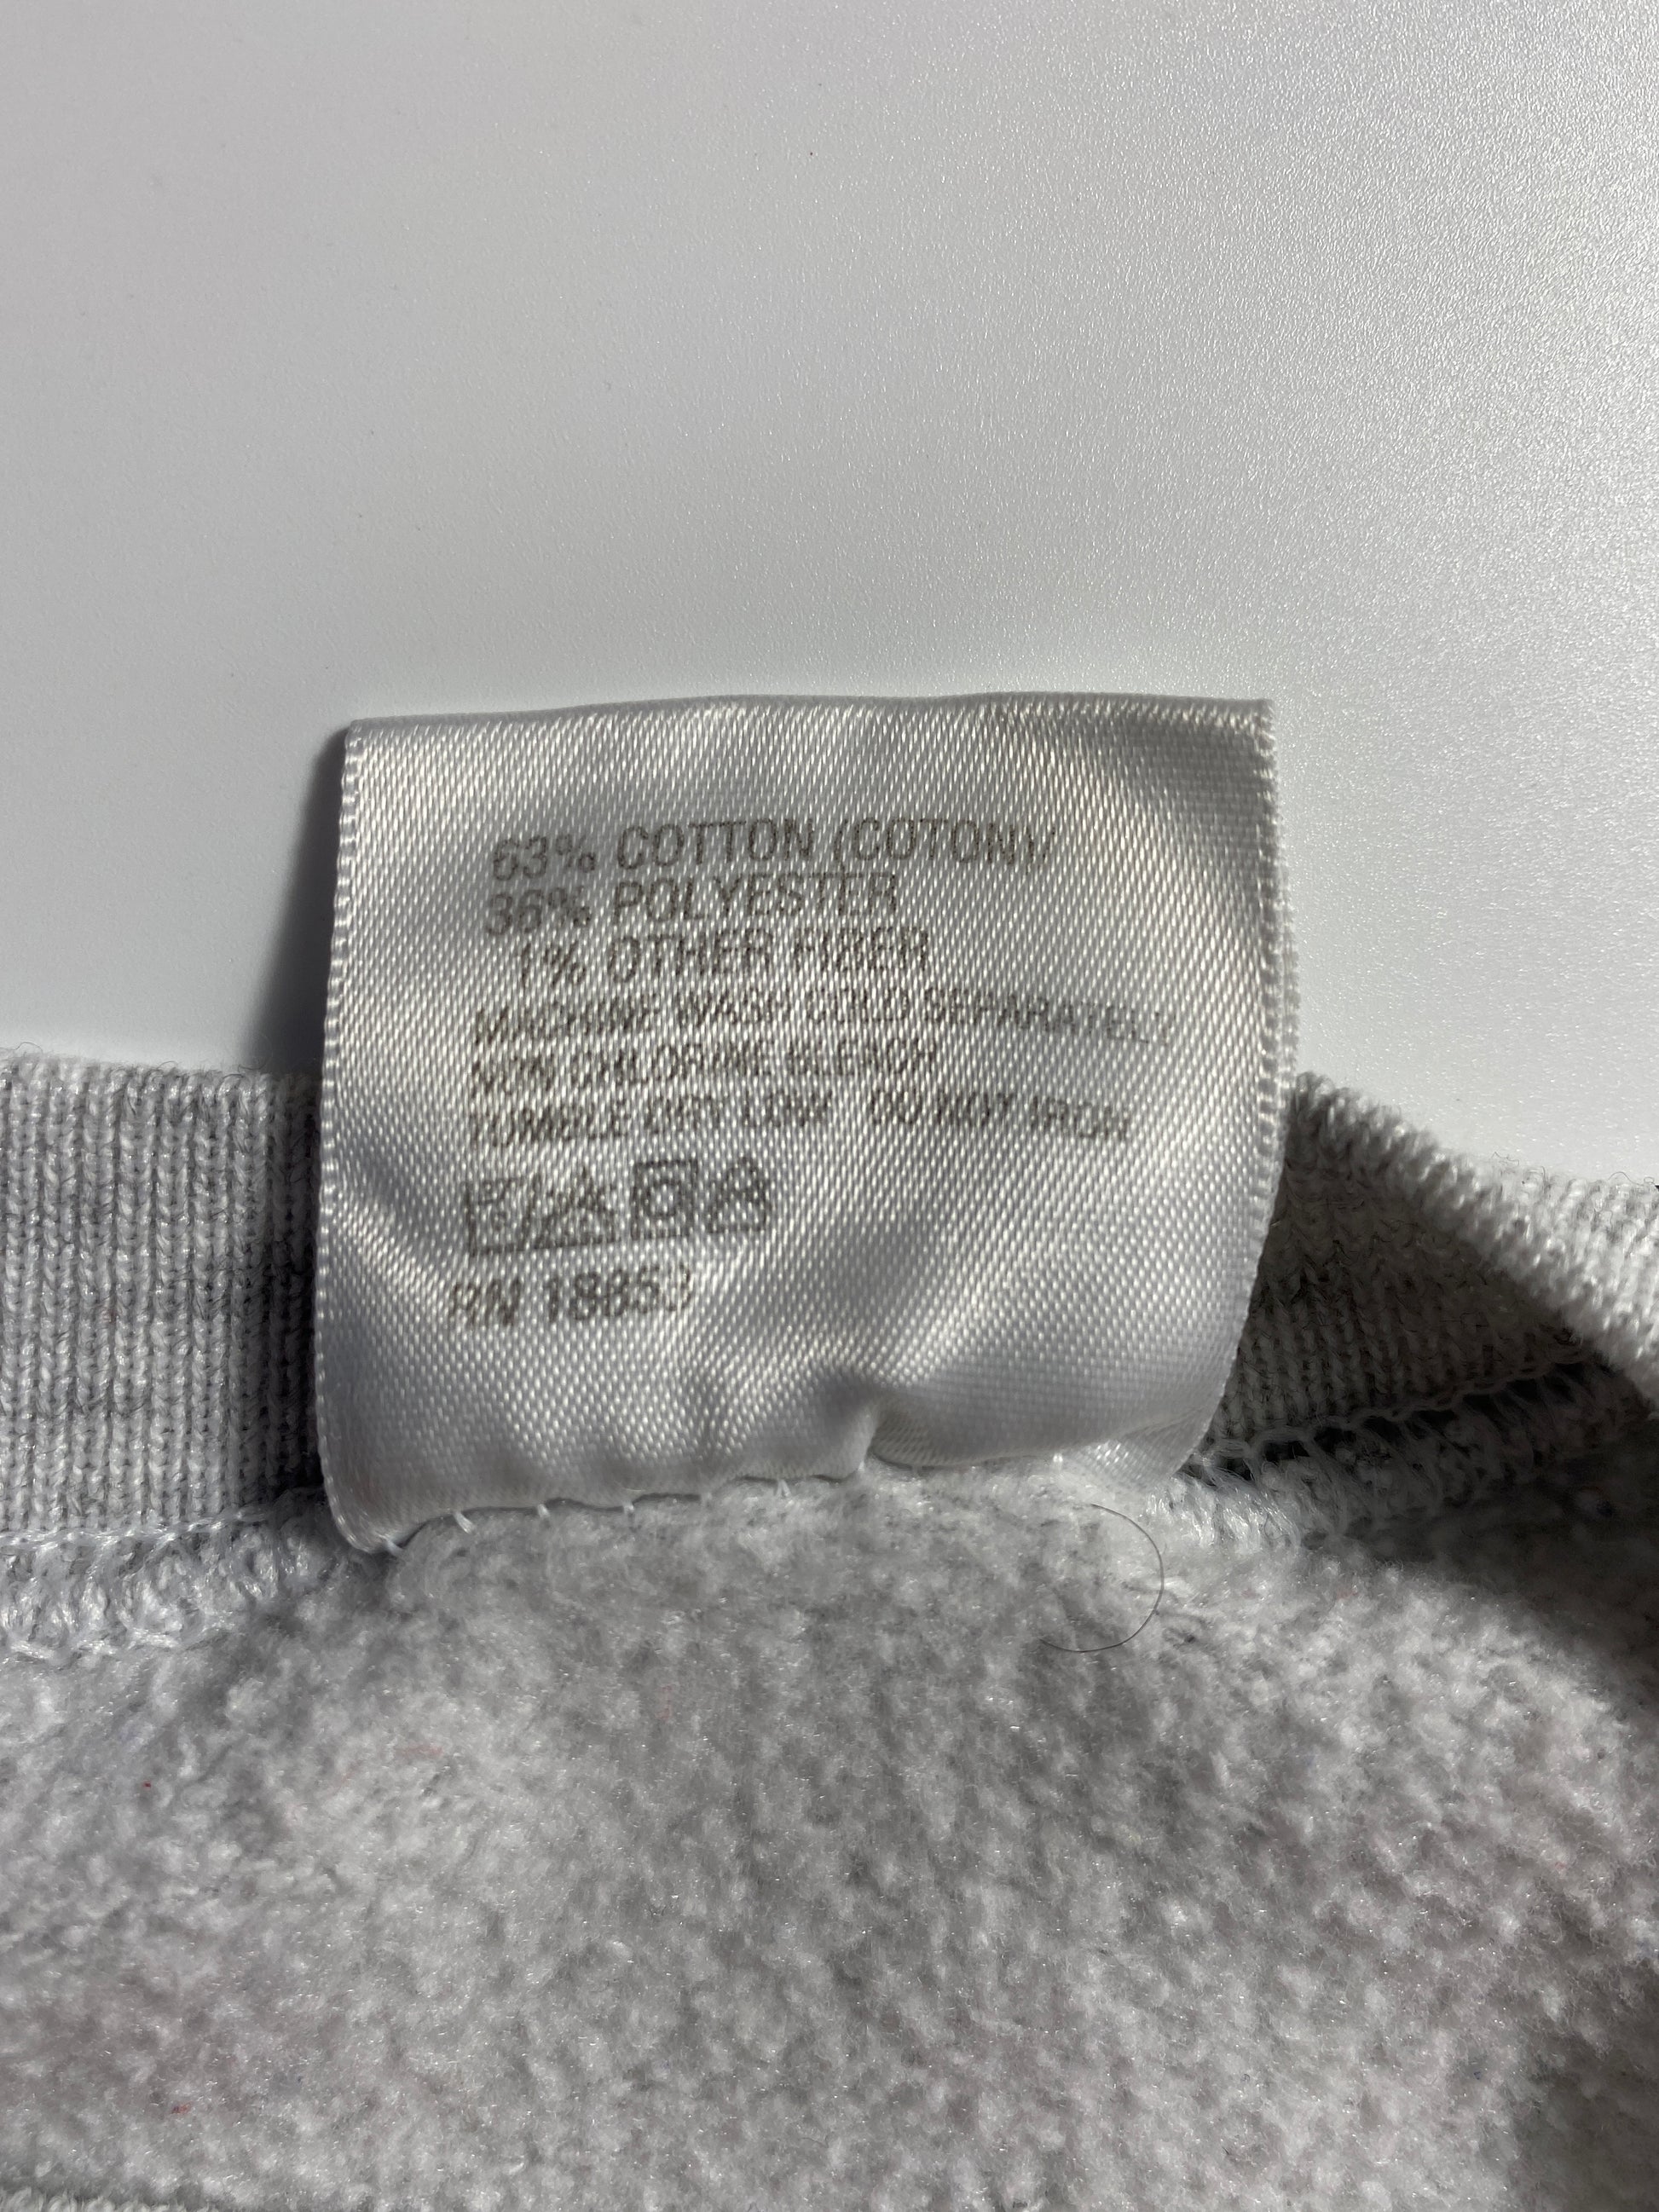 63% COTTON (COTON)/
36% POLYESTER
1% OTHER FIBER
MACHINE WASH COLD SEPARATELY
NON CHLORINE BLEACH
TUMBLE DRY LOW DO NOT IRON
RN